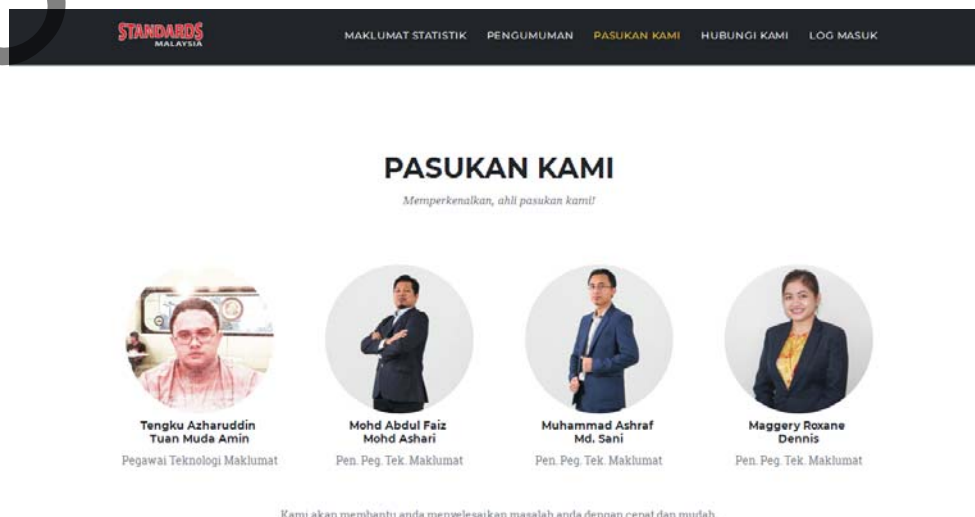 STANDARDS
MALAYSIA
MAKLUMAT STATISTIK PENGUMUMAN PASUKAN KAMI HUBUNGI KAMI LOG MASUK
PASUKAN KAMI
Memperkenalkan, ahli pasukan kami!
Tengku Azharuddin
Tuan Muda Amin
Pegawai Teknologi Maklumat
Mohd Abdul Faiz
Mohd Ashari
Pen. Peg. Tek. Maklumat
Muhammad Ashraf
Md. Sani
Pen. Peg. Tek. Maklumat
Maggery Roxane
Dennis
Pen. Peg. Tek. Maklumat
Kami akan membantu anda menyelesaikan masalah anda dengan cepat dan mudah